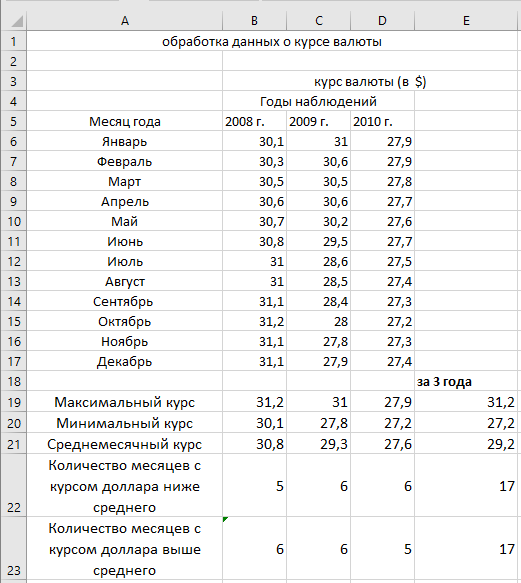 A B C D E
1 обработка данных о курсе валюты
2
3 курс валюты (в $)
4 Годы наблюдений
5 Месяц года 2008 г. 2009 г. 2010 г.
6 Январь 30,1 31 27,9
7 Февраль 30,3 30,6 27,9
8 Март 30,5 30,5 27,8
9 Апрель 30,6 30,6 27,7
10 Май 30,7 30,2 27,6
11 Июнь 30,8 29,5 27,7
12 Июль 31 28,6 27,5
13 Август 31 28,5 27,4
14 Сентябрь 31,1 28,4 27,3
15 Октябрь 31,2 28 27,2
16 Ноябрь 31,1 27,8 27,3
17 Декабрь 31,1 27,9 27,4
18 за 3 года
19 Максимальный курс 31,2 31 27,9 31,2
20 Минимальный курс 30,1 27,8 27,2 27,2
21 Среднемесячный курс 30,8 29,3 27,6 29,2
Количество месяцев с
курсом доллара ниже 5 6 6 17
22 среднего
Количество месяцев с
курсом доллара выше 6 6 5 17
23 среднего